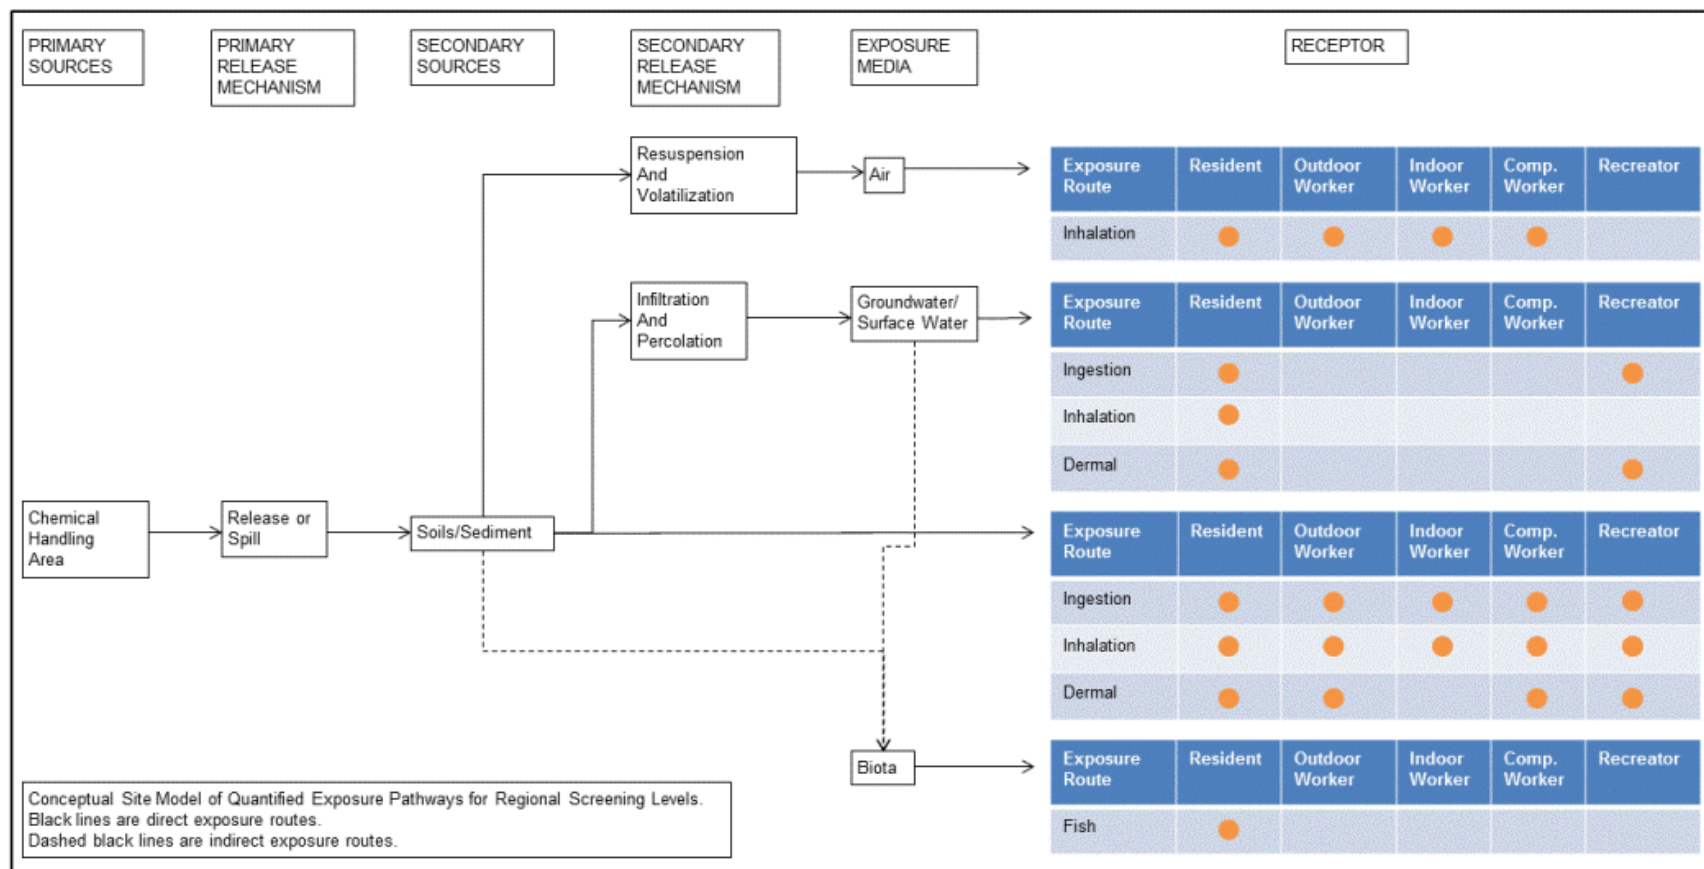 PRIMARY
SOURCES
PRIMARY
RELEASE
MECHANISM
SECONDARY
SOURCES
SECONDARY
RELEASE
MECHANISM
EXPOSURE
MEDIA
RECEPTOR
Resuspension
And
Volatilization
Air
Exposure
Route
Resident
Outdoor
Worker
Indoor
Worker
Comp.
Worker
Recreator
Inhalation
Infiltration
And
Percolation
Groundwater/
Surface Water
Exposure
Route
Resident
Outdoor
Worker
Indoor
Worker
Comp.
Worker
Recreator
Ingestion
Inhalation
Dermal
Chemical
Handling
Area
Release or
Spill
Soils/Sediment
Exposure
Route
Resident
Outdoor
Worker
Indoor
Worker
Comp.
Worker
Recreator
Ingestion
Inhalation
Dermal
Biota
Exposure
Route
Resident
Outdoor
Worker
Indoor
Worker
Comp.
Worker
Recreator
Fish
Conceptual Site Model of Quantified Exposure Pathways for Regional Screening Levels.
Black lines are direct exposure routes.
Dashed black lines are indirect exposure routes.